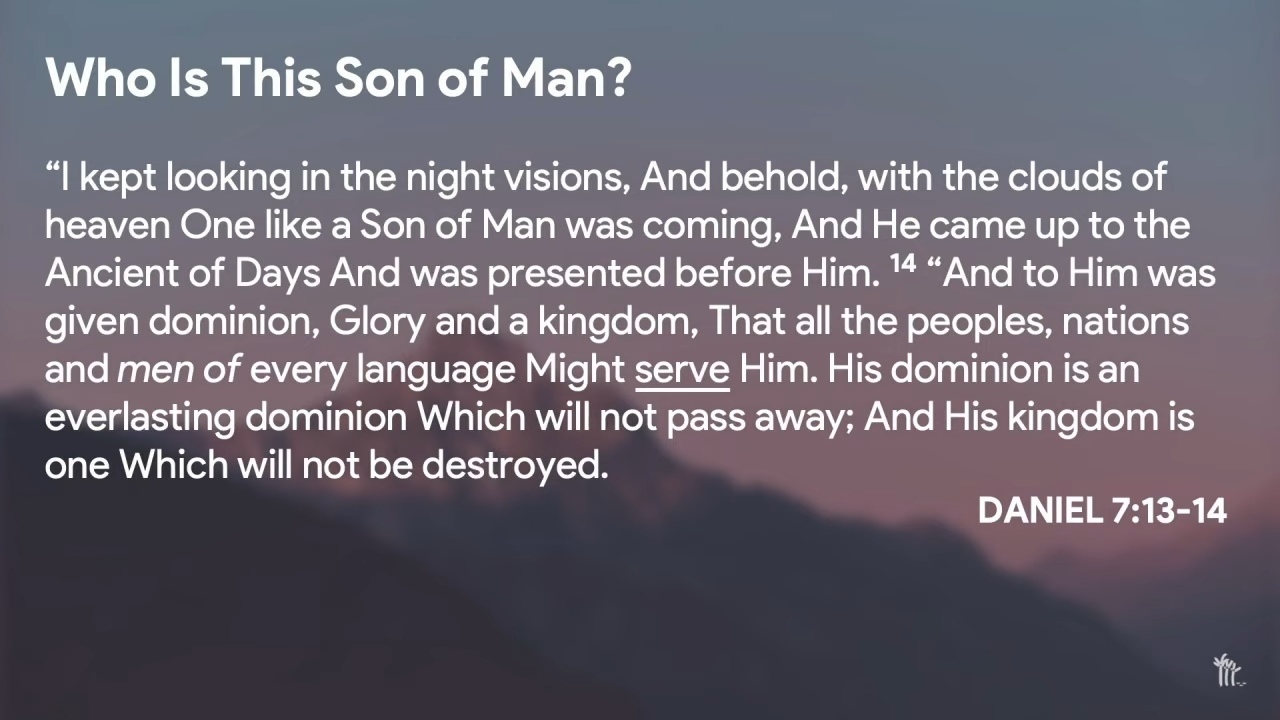 Who Is This Son of Man?
“I kept looking in the night visions, And behold, with the clouds of
heaven One like a Son of Man was coming, And He came up to the
Ancient of Days And was presented before Him. ¹⁴ “And to Him was
given dominion, Glory and a kingdom, That all the peoples, nations
and men of every language Might serve Him. His dominion is an
everlasting dominion Which will not pass away; And His kingdom is
one Which will not be destroyed.
DANIEL 7:13-14